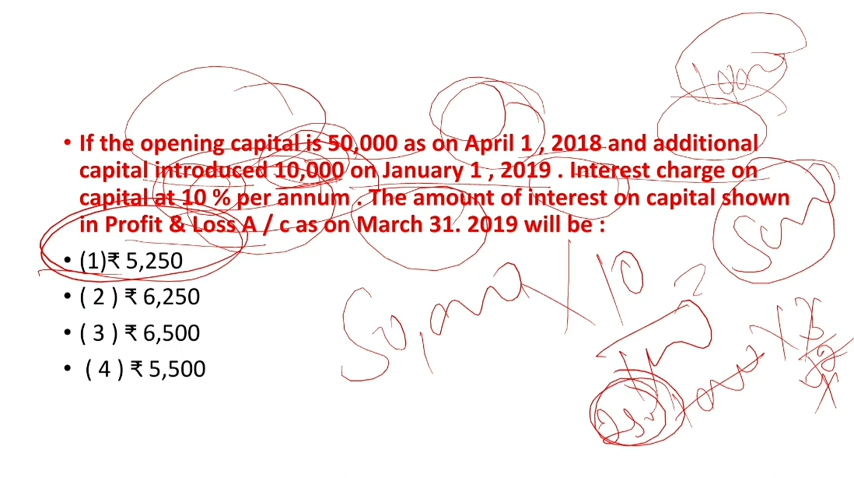 • If the opening capital is 50,000 as on April 1 , 2018 and additional
capital introduced 10,000 on January 1 , 2019 . Interest charge on
capital at 10 % per annum . The amount of interest on capital shown
in Profit & Loss A / c as on March 31. 2019 will be :
• (1)₹ 5,250
• ( 2 ) ₹ 6,250
• ( 3 ) ₹ 6,500
• ( 4 ) ₹ 5,500